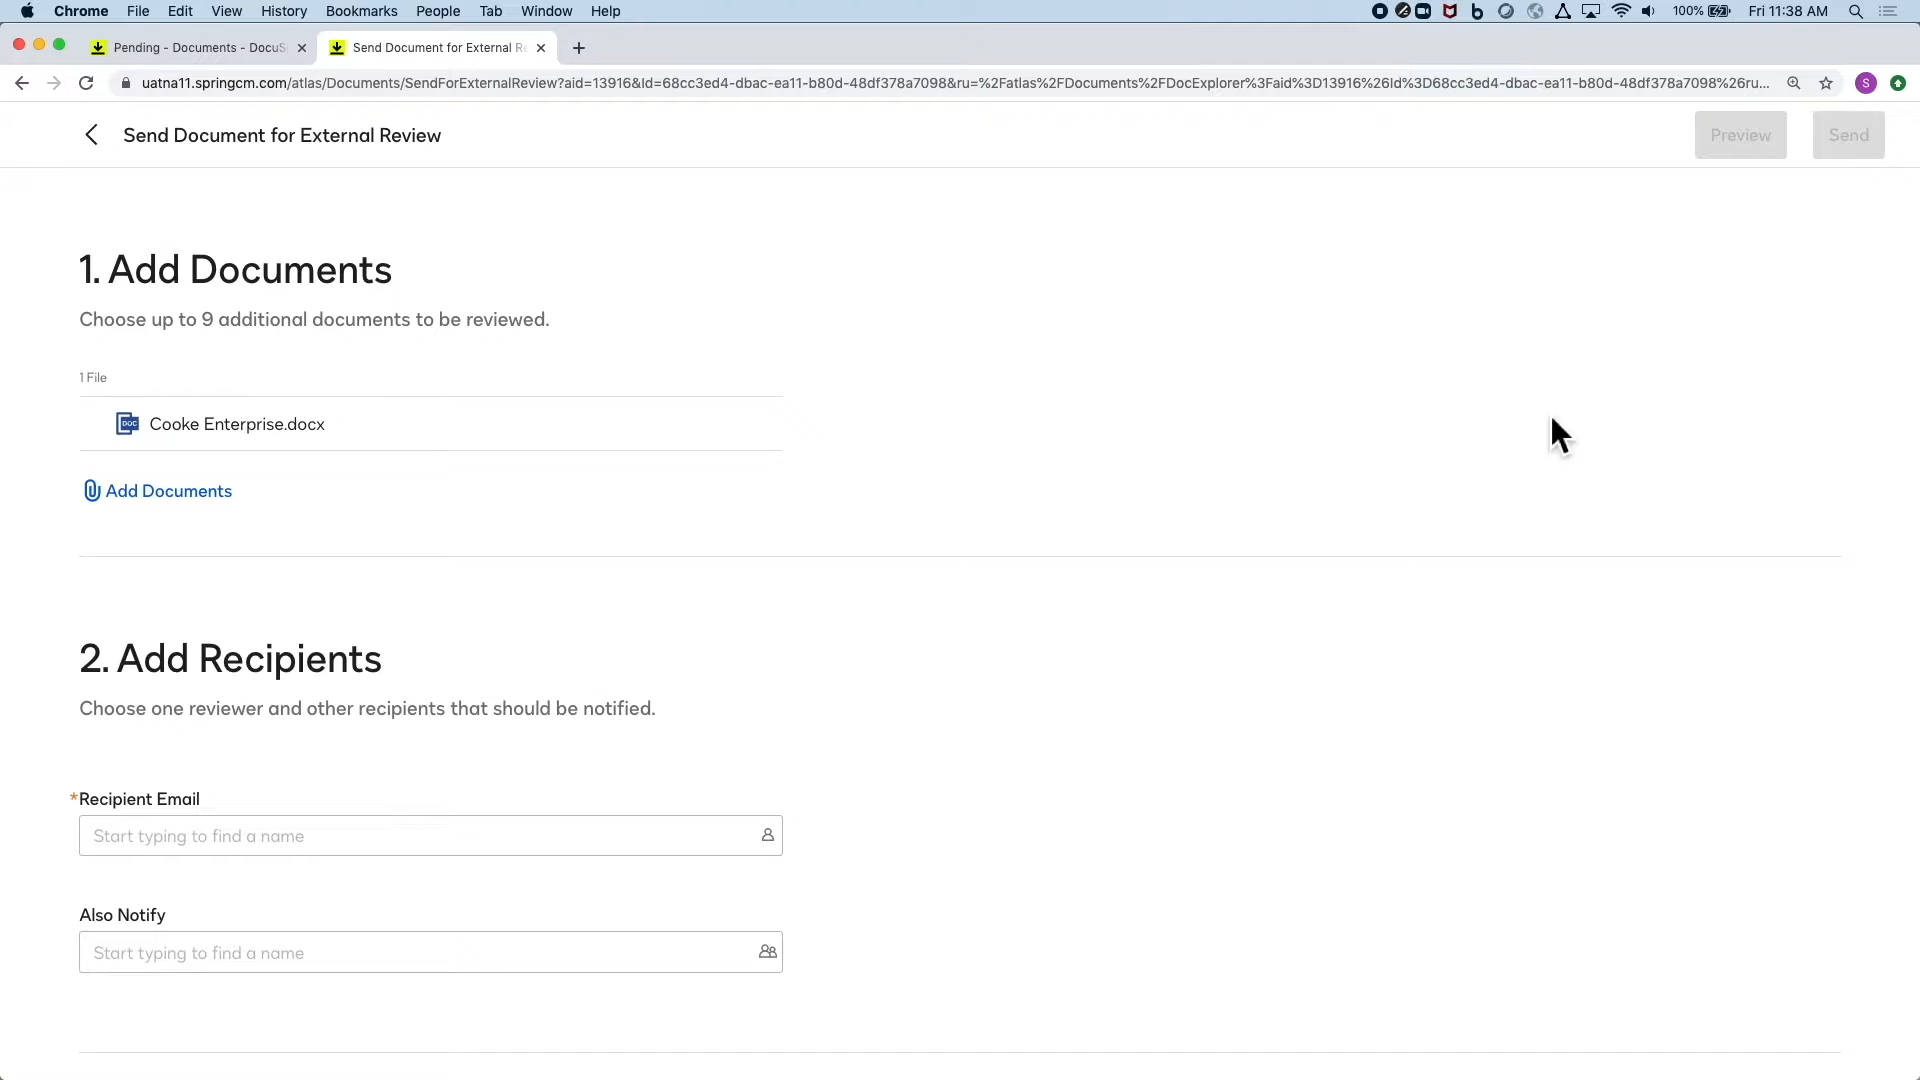 Chrome File Edit View History Bookmarks People Tab Window Help 100% Fri 11:38 AM
Pending - Documents - DocuS Send Document for External Re
uatna11.springcm.com/atlas/Documents/SendForExternalReview?aid=13916&Id=68cc3ed4-dbac-ea11-b80d-48df378a7098&ru=%2Fatlas%2FDocuments%2FDocExplorer%3Faid%3D13916%26Id%3D68cc3ed4-dbac-ea11-b80d-48df378a7098%26ru... S
Send Document for External Review Preview Send
1. Add Documents
Choose up to 9 additional documents to be reviewed.
1 File
DOC Cooke Enterprise.docx
Add Documents
2. Add Recipients
Choose one reviewer and other recipients that should be notified.
*Recipient Email
Start typing to find a name
Also Notify
Start typing to find a name